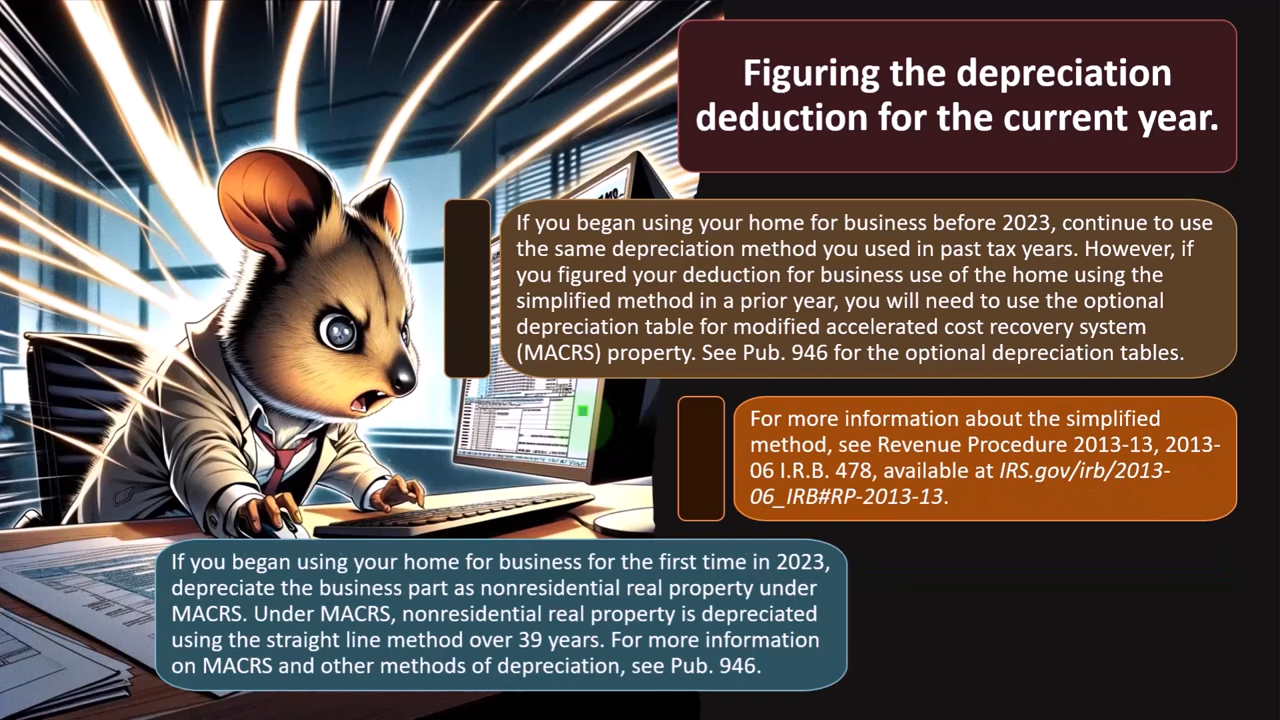 Figuring the depreciation
deduction for the current year.
If you began using your home for business before 2023, continue to use
the same depreciation method you used in past tax years. However, if
you figured your deduction for business use of the home using the
simplified method in a prior year, you will need to use the optional
depreciation table for modified accelerated cost recovery system
(MACRS) property. See Pub. 946 for the optional depreciation tables.
For more information about the simplified
method, see Revenue Procedure 2013-13, 2013-
06 I.R.B. 478, available at IRS.gov/irb/2013-
06_IRB#RP-2013-13.
If you began using your home for business for the first time in 2023,
depreciate the business part as nonresidential real property under
MACRS. Under MACRS, nonresidential real property is depreciated
using the straight line method over 39 years. For more information
on MACRS and other methods of depreciation, see Pub. 946.